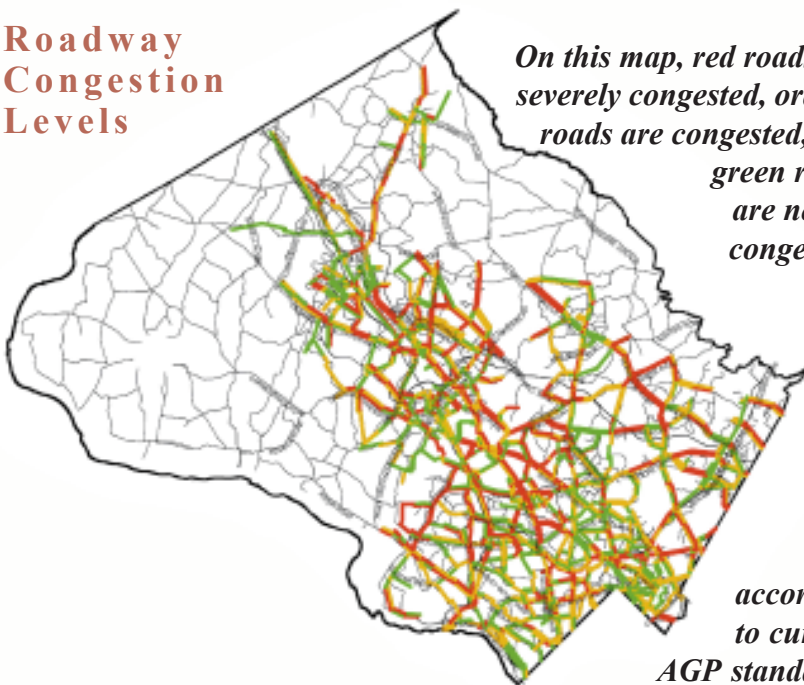 Roadway
Congestion
Levels
On this map, red road
severely congested, or
roads are congested,
green r
are n
conge
accor
to cu
AGP stand